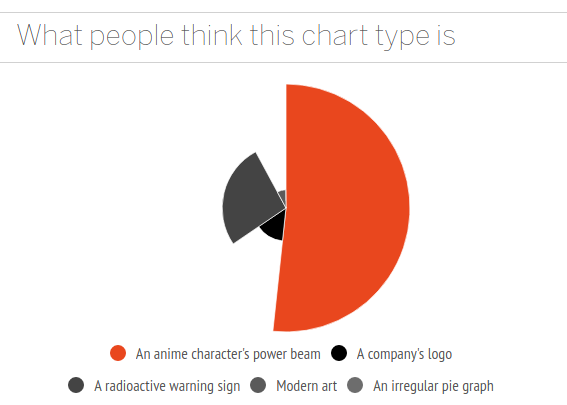 What people think this chart type is
An anime character's power beam A company's logo
A radioactive warning sign Modern art An irregular pie graph